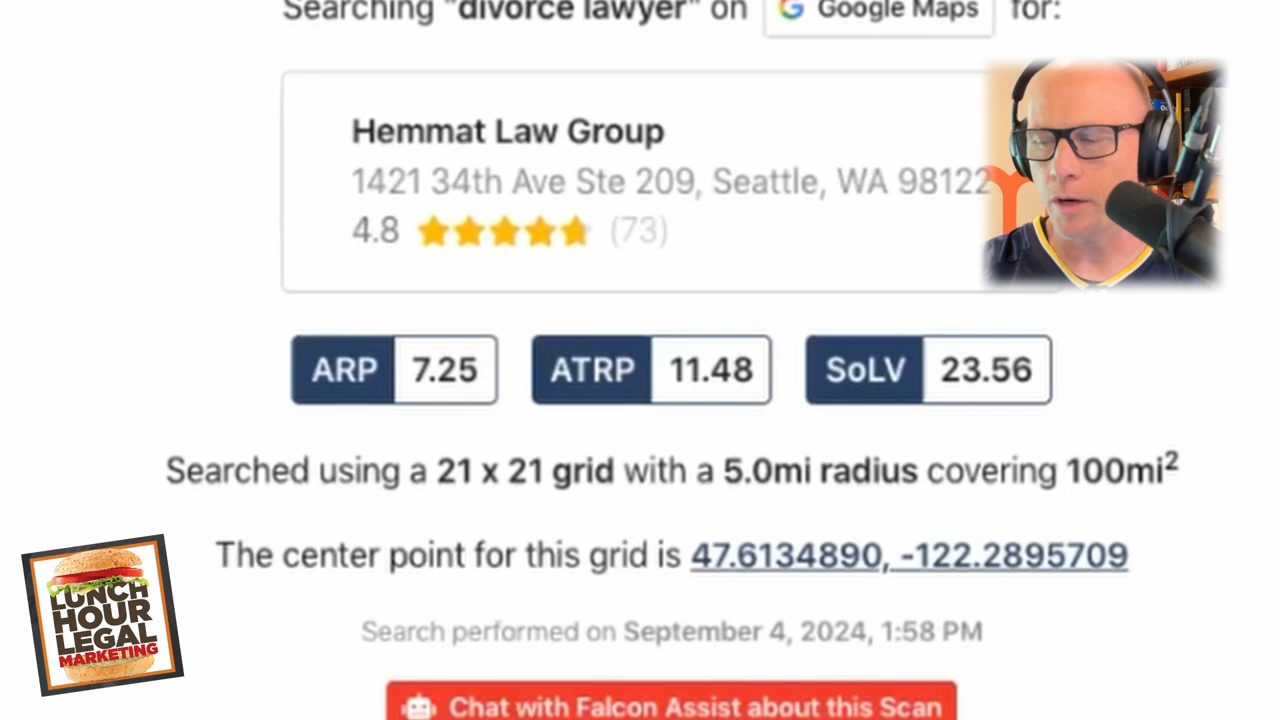 Searching "divorce lawyer" on Google Maps for:
Hemmat Law Group
1421 34th Ave Ste 209, Seattle, WA 98122
4.8 (73)
ARP 7.25 ATRP 11.48 SoLV 23.56
Searched using a 21 x 21 grid with a 5.0mi radius covering 100mi²
The center point for this grid is 47.6134890, -122.2895709
Search performed on September 4, 2024, 1:58 PM
Chat with Falcon Assist about this Scan
LUNCH
HOUR
LEGAL
MARKETING